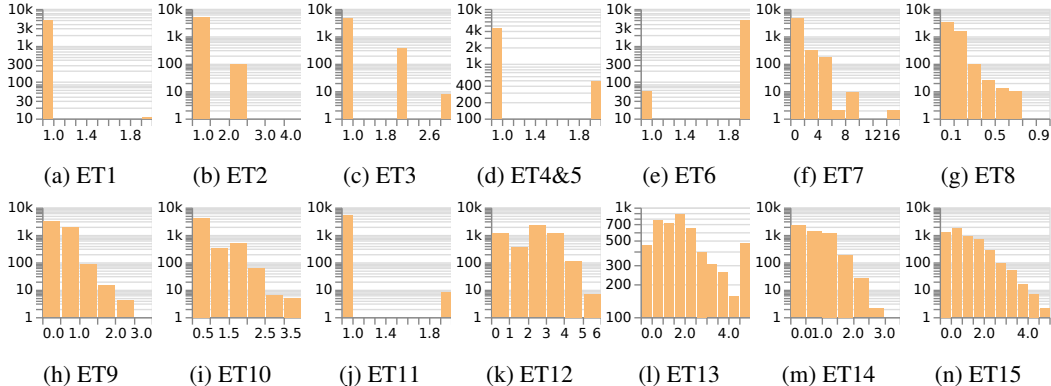 10k 3k 1k 300 100 30 10
1.0 1.4 1.8
(a) ET1
10k 1k 100 10 1
1.0 2.0 3.0 4.0
(b) ET2
10k 1k 100 10 1
1.0 2.0
(c) ET3
10k 4k 2k 1k 400 200 100
1.0 1.4 1.8
(d) ET4&5
10k 3k 1k 300 100 30 10
1.0 1.4 1.8
(e) ET6
10k 1k 100 10 1
0 4 8 12 16
(f) ET7
10k 1k 100 10 1
0.1 0.5 0.9
(g) ET8
10k 1k 100 10 1
0.0 1.0 2.0 3.0
(h) ET9
10k 1k 100 10 1
0.5 1.5 2.5 3.5
(i) ET10
10k 1k 100 10 1
1.0 1.4 1.8
(j) ET11
10k 1k 100 10 1
0 1 2 3 4 5 6
(k) ET12
1k 700 500 300 200 100
0.0 2.0 4.0
(l) ET13
10k 1k 100 10 1
0.0 1.0 2.0 3.0
(m) ET14
10k 1k 100 10 1
0.0 2.0 4.0
(n) ET15